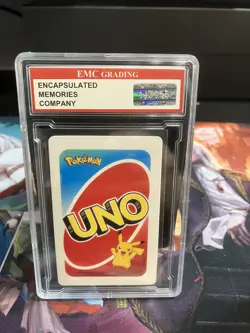 EMC GRADING
ENCAPSULATED
MEMORIES
COMPANY
POKéMON
UNO